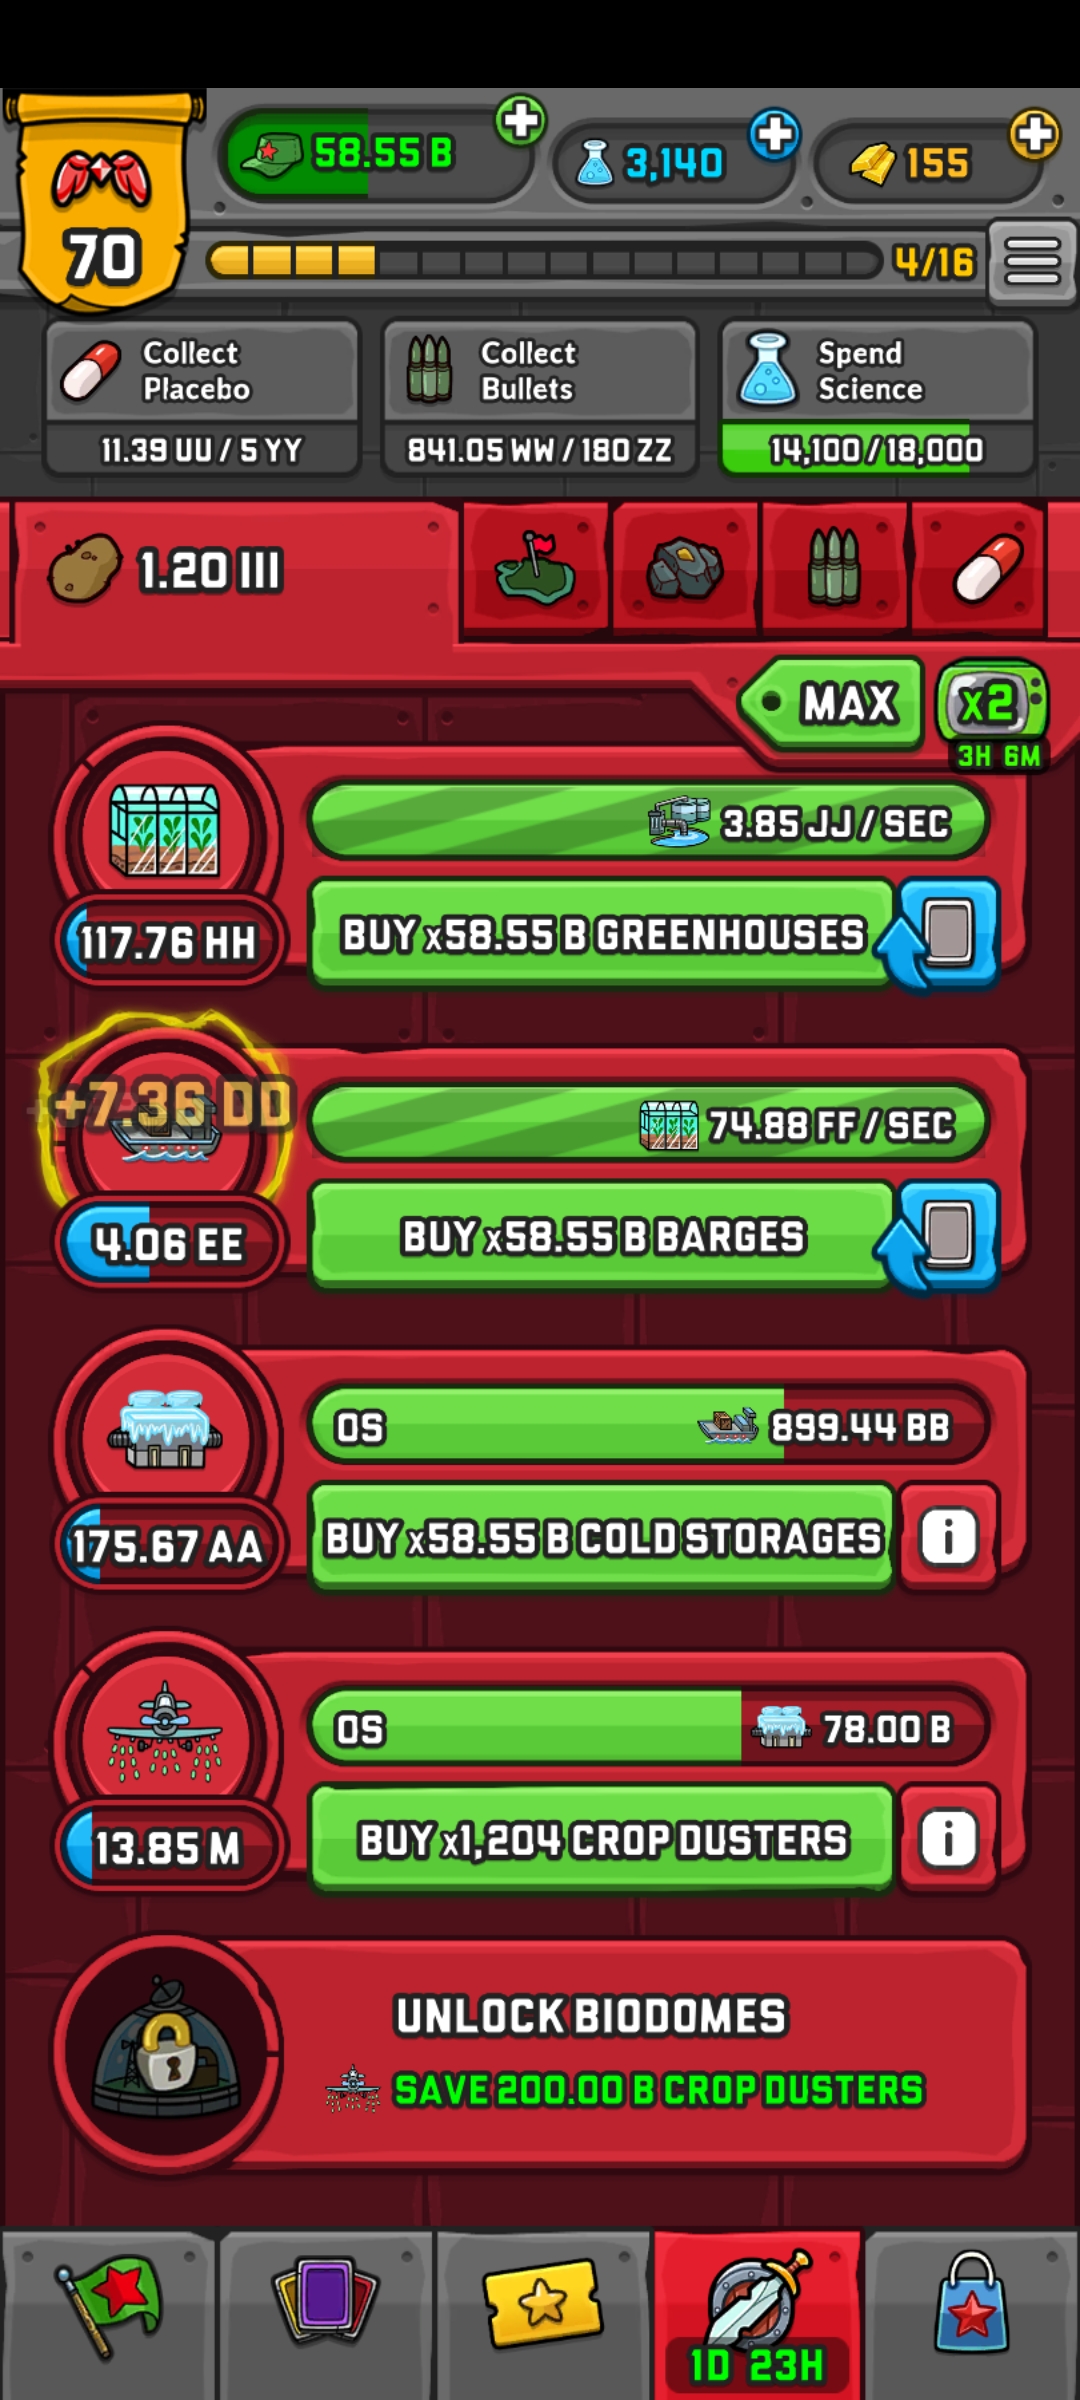 58.55 B
3,140
155
70
4/16
Collect
Placebo
11.39 UU / 5 YY
Collect
Bullets
841.05 WW / 180 ZZ
Spend
Science
14,100 / 18,000
1.20 III
MAX
x2
3H 6M
3.85 JJ / SEC
117.76 HH
BUY x58.55 B GREENHOUSES
+7.36 DD
74.88 FF / SEC
4.06 EE
BUY x58.55 B BARGES
0S
899.44 BB
175.67 AA
BUY x58.55 B COLD STORAGES
i
0S
78.00 B
13.85 M
BUY x1,204 CROP DUSTERS
i
UNLOCK BIODOMES
SAVE 200.00 B CROP DUSTERS
1D 23H